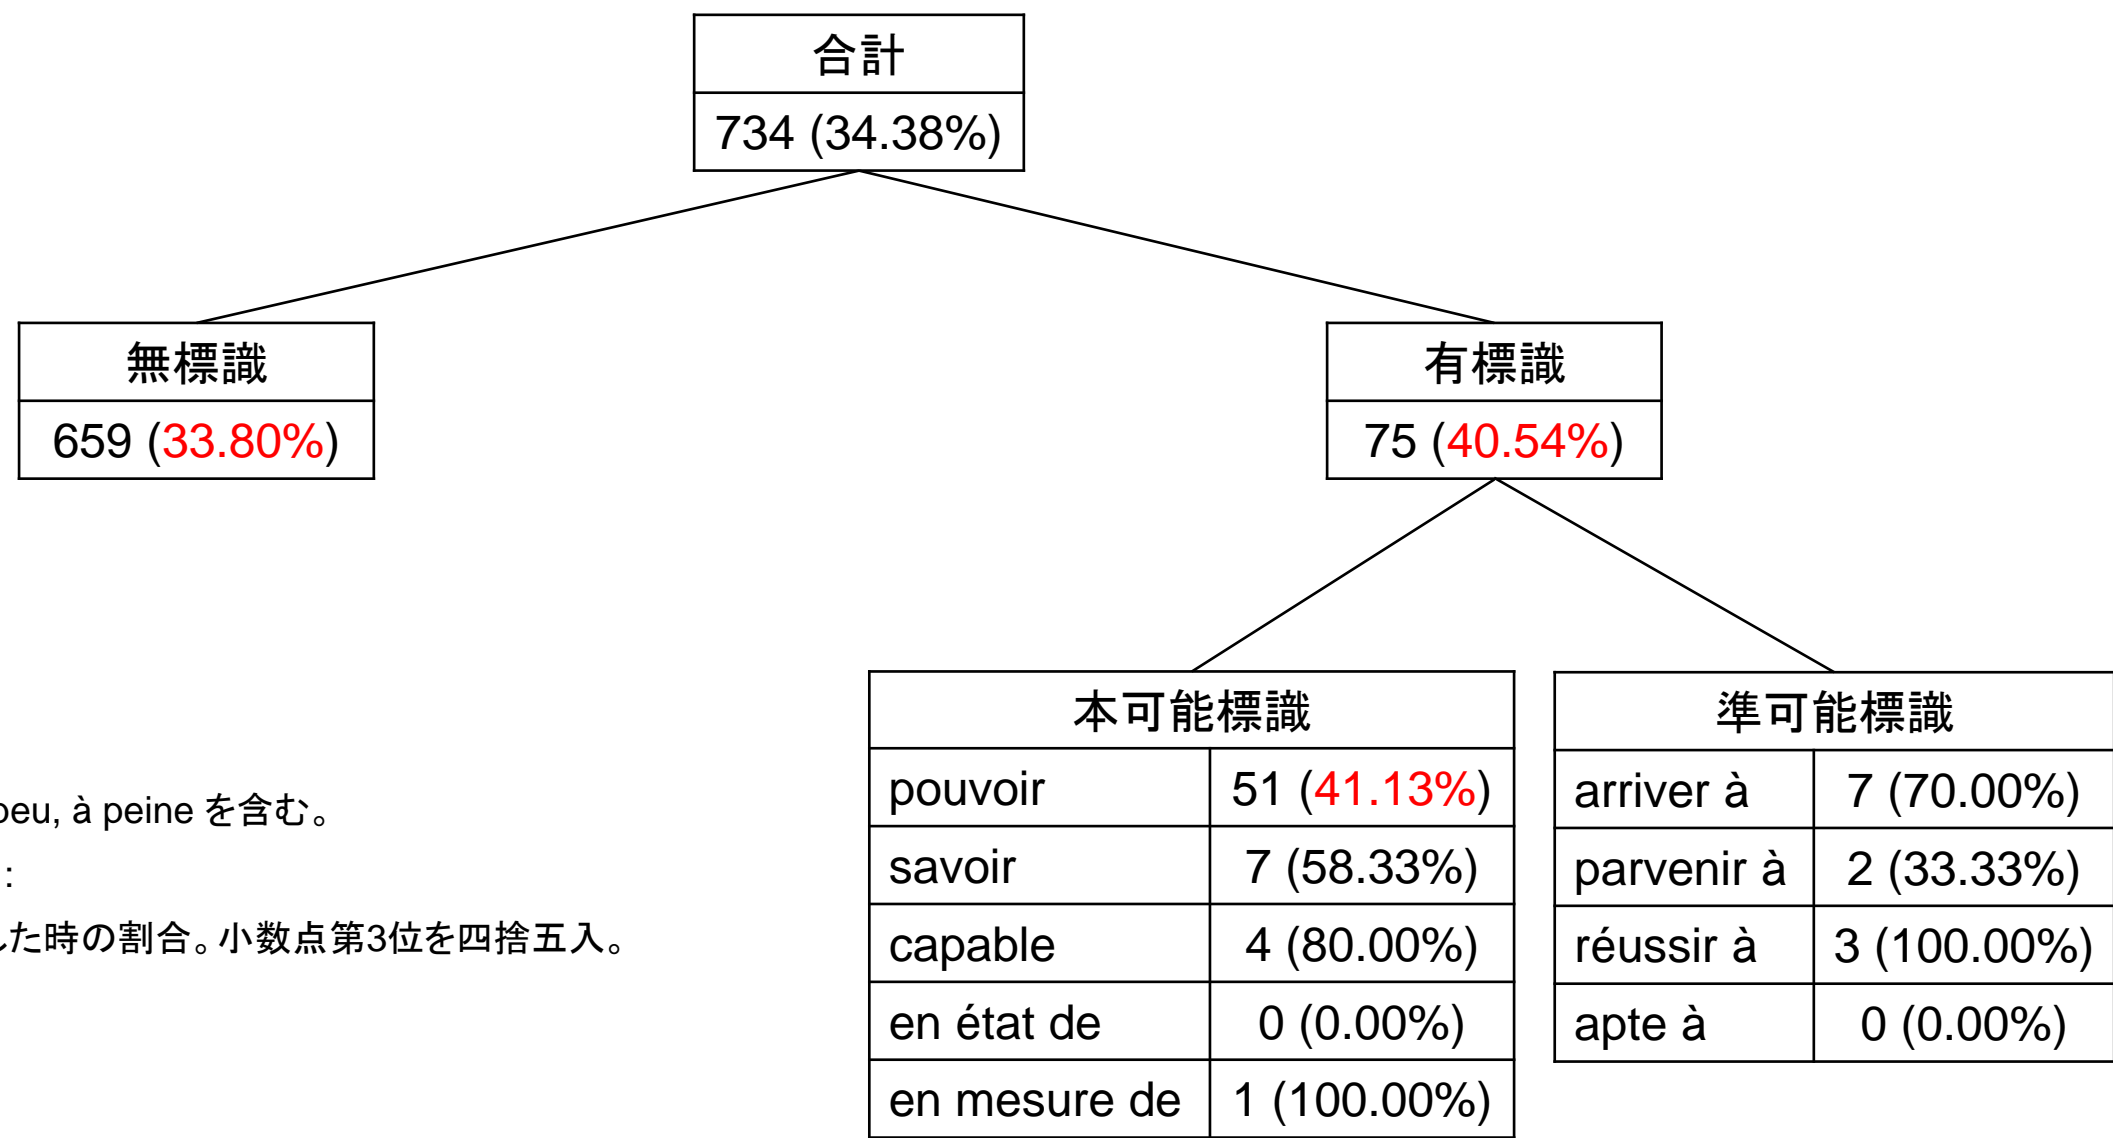 合計
734 (34.38%)
無標識
659 (33.80%)
有標識
75 (40.54%)
本可能標識
pouvoir 51 (41.13%)
savoir 7 (58.33%)
capable 4 (80.00%)
en état de 0 (0.00%)
en mesure de 1 (100.00%)
準可能標識
arriver à 7 (70.00%)
parvenir à 2 (33.33%)
réussir à 3 (100.00%)
apte à 0 (0.00%)
peu, à peine を含む。
:
した時の割合。小数点第3位を四捨五入。